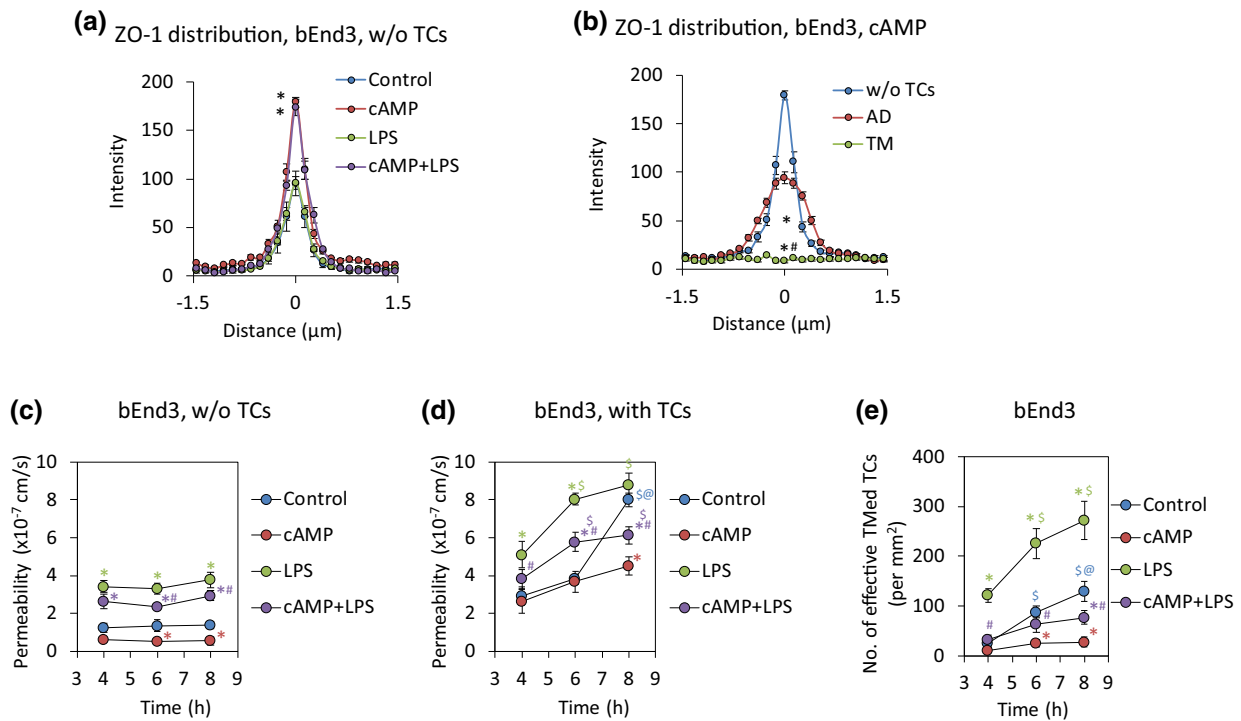 (a) ZO-1 distribution, bEnd3, w/o TCs
200
150
100
50
0
Intensity
-1.5 0 1.5
Distance (µm)
* *
Control
cAMP
LPS
cAMP+LPS
(b) ZO-1 distribution, bEnd3, cAMP
200
150
100
50
0
Intensity
-1.5 0 1.5
Distance (µm)
w/o TCs
AD
TM
*
*#
(c) bEnd3, w/o TCs
10
8
6
4
2
0
Permeability (x10⁻⁷ cm/s)
3 4 5 6 7 8 9
Time (h)
* * *
* *# *#
* *
Control
cAMP
LPS
cAMP+LPS
(d) bEnd3, with TCs
10
8
6
4
2
0
Permeability (x10⁻⁷ cm/s)
3 4 5 6 7 8 9
Time (h)
$
*$
$@
*
$ $
*# *#
#
*
Control
cAMP
LPS
cAMP+LPS
(e) bEnd3
400
300
200
100
0
No. of effective TMed TCs
(per mm²)
3 4 5 6 7 8 9
Time (h)
*$
*$
*
$@
$
*#
# #
* *
Control
cAMP
LPS
cAMP+LPS